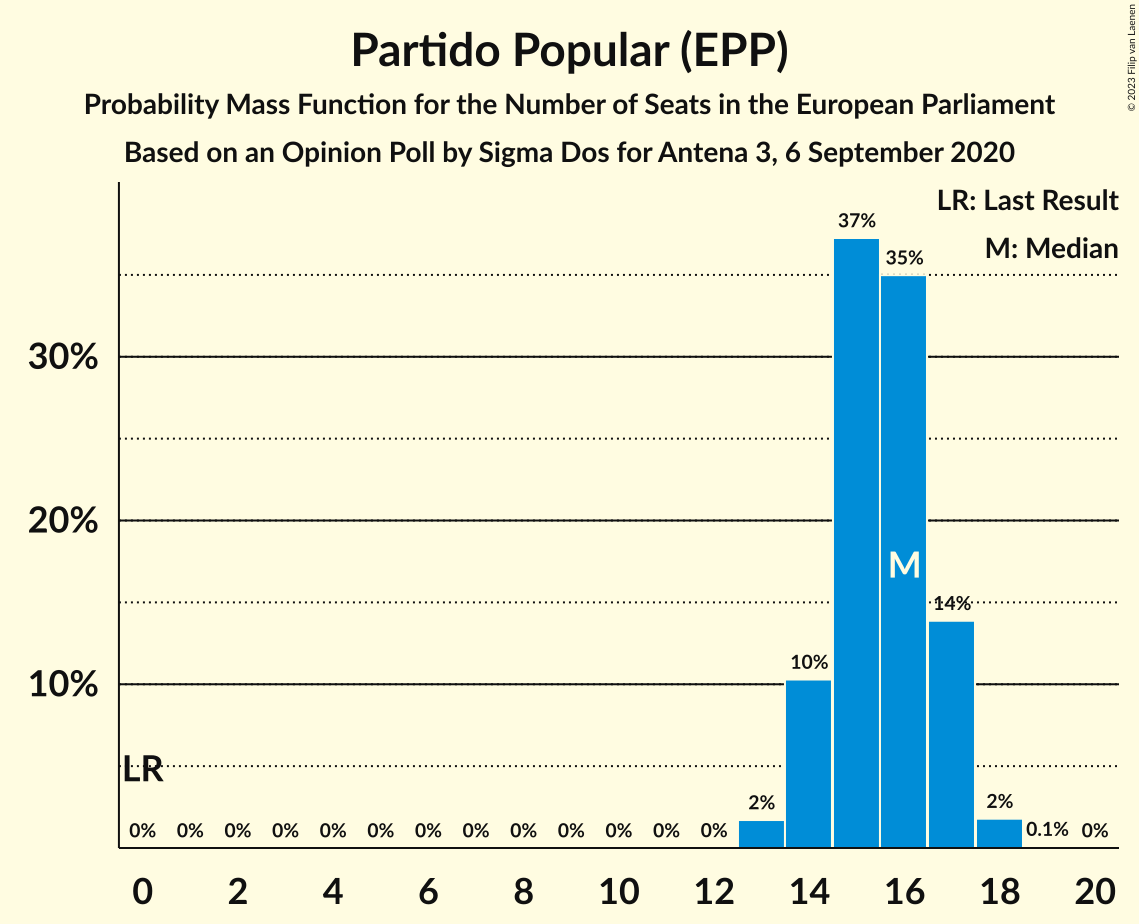 Partido Popular (EPP)
Probability Mass Function for the Number of Seats in the European Parliament
Based on an Opinion Poll by Sigma Dos for Antena 3, 6 September 2020
© 2023 Filip van Laenen
LR: Last Result
M: Median
37%
35%
30%
20%
M
14%
10%
10%
LR
2%
2%
0% 0% 0% 0% 0% 0% 0% 0% 0% 0% 0% 0% 0% 0.1% 0%
0 2 4 6 8 10 12 14 16 18 20